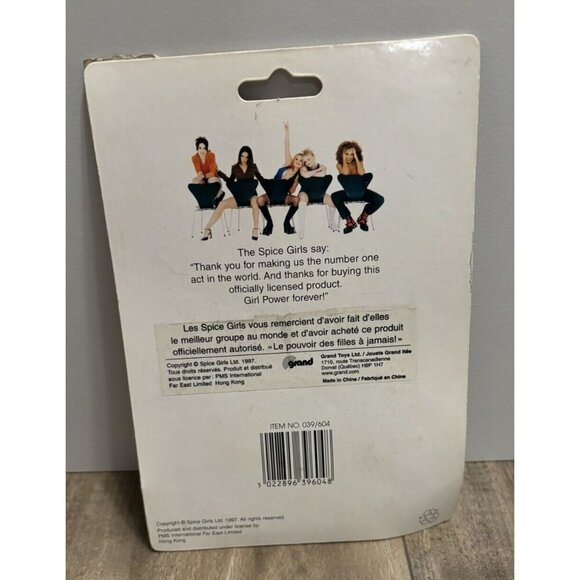 The Spice Girls say:
"Thank you for making us the number one
act in the world. And thanks for buying this
officially licensed product.
Girl Power forever!"
Les Spice Girls vous remercient d'avoir fait d'elles
le meilleur groupe au monde et d'avoir acheté ce produit
officiellement autorisé. «Le pouvoir des filles à jamais!»
Copyright © Spice Girls Ltd. 1997.
Tous droits réservés. Produit et distribué
sous licence par: PMS International
Far East Limited Hong Kong
grand
Grand Toys Ltd. / Jouets Grand ltée
1710, route Transcanadienne
Dorval (Québec) H9P 1H7
www.grand.com
Made in China / Fabriqué en China
ITEM NO. 039/604
5 022896 396048
Copyright © Spice Girls Ltd. 1997. All rights reserved.
Produced and distributed under license by:
PMS International Far East Limited
Hong Kong